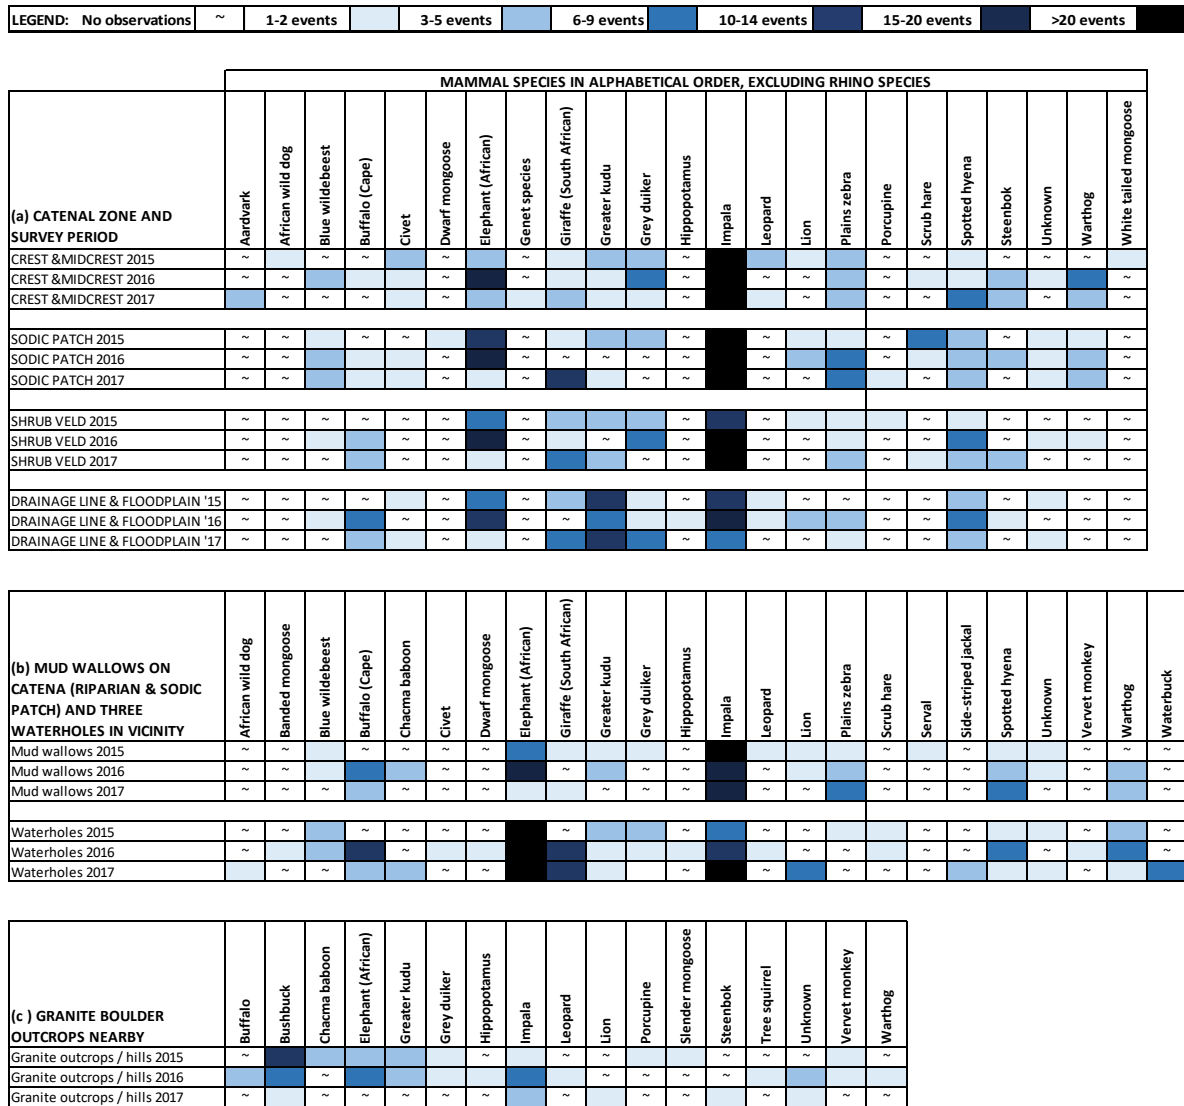 LEGEND: No observations ~ 1-2 events 3-5 events 6-9 events 10-14 events 15-20 events >20 events
MAMMAL SPECIES IN ALPHABETICAL ORDER, EXCLUDING RHINO SPECIES
(a) CATENAL ZONE AND
SURVEY PERIOD
Aardvark
African wild dog
Blue wildebeest
Buffalo (Cape)
Civet
Dwarf mongoose
Elephant (African)
Genet species
Giraffe (South African)
Greater kudu
Grey duiker
Hippopotamus
Impala
Leopard
Lion
Plains zebra
Porcupine
Scrub hare
Spotted hyena
Steenbok
Unknown
Warthog
White tailed mongoose
CREST &MIDCREST 2015 ~ ~ ~ ~ ~ ~ ~ ~ ~ ~ ~
CREST &MIDCREST 2016 ~ ~ ~ ~ ~ ~ ~ ~
CREST &MIDCREST 2017 ~ ~ ~ ~ ~ ~ ~ ~ ~ ~
SODIC PATCH 2015 ~ ~ ~ ~ ~ ~ ~ ~ ~ ~
SODIC PATCH 2016 ~ ~ ~ ~ ~ ~ ~ ~ ~ ~ ~
SODIC PATCH 2017 ~ ~ ~ ~ ~ ~ ~ ~ ~ ~ ~
SHRUB VELD 2015 ~ ~ ~ ~ ~ ~ ~ ~ ~ ~ ~ ~ ~ ~
SHRUB VELD 2016 ~ ~ ~ ~ ~ ~ ~ ~ ~ ~ ~ ~
SHRUB VELD 2017 ~ ~ ~ ~ ~ ~ ~ ~ ~ ~ ~ ~ ~ ~
DRAINAGE LINE & FLOODPLAIN '15 ~ ~ ~ ~ ~ ~ ~ ~ ~ ~ ~ ~ ~ ~ ~
DRAINAGE LINE & FLOODPLAIN '16 ~ ~ ~ ~ ~ ~ ~ ~ ~ ~ ~
DRAINAGE LINE & FLOODPLAIN '17 ~ ~ ~ ~ ~ ~ ~ ~ ~ ~ ~ ~ ~
(b) MUD WALLOWS ON
CATENA (RIPARIAN & SODIC
PATCH) AND THREE
WATERHOLES IN VICINITY
African wild dog
Banded mongoose
Blue wildebeest
Buffalo (Cape)
Chacma baboon
Civet
Dwarf mongoose
Elephant (African)
Giraffe (South African)
Greater kudu
Grey duiker
Hippopotamus
Impala
Leopard
Lion
Plains zebra
Scrub hare
Serval
Side-striped jackal
Spotted hyena
Unknown
Vervet monkey
Warthog
Waterbuck
Mud wallows 2015 ~ ~ ~ ~ ~ ~ ~ ~ ~ ~ ~ ~
Mud wallows 2016 ~ ~ ~ ~ ~ ~ ~ ~ ~ ~ ~ ~ ~
Mud wallows 2017 ~ ~ ~ ~ ~ ~ ~ ~ ~ ~ ~ ~ ~ ~ ~ ~ ~
Waterholes 2015 ~ ~ ~ ~ ~ ~ ~ ~ ~ ~ ~ ~ ~ ~
Waterholes 2016 ~ ~ ~ ~ ~ ~ ~ ~
Waterholes 2017 ~ ~ ~ ~ ~ ~ ~ ~ ~ ~
(c ) GRANITE BOULDER
OUTCROPS NEARBY
Buffalo
Bushbuck
Chacma baboon
Elephant (African)
Greater kudu
Grey duiker
Hippopotamus
Impala
Leopard
Lion
Porcupine
Slender mongoose
Steenbok
Tree squirrel
Unknown
Vervet monkey
Warthog
Granite outcrops / hills 2015 ~ ~ ~ ~ ~ ~ ~ ~
Granite outcrops / hills 2016 ~ ~ ~ ~ ~
Granite outcrops / hills 2017 ~ ~ ~ ~ ~ ~ ~ ~ ~ ~ ~ ~